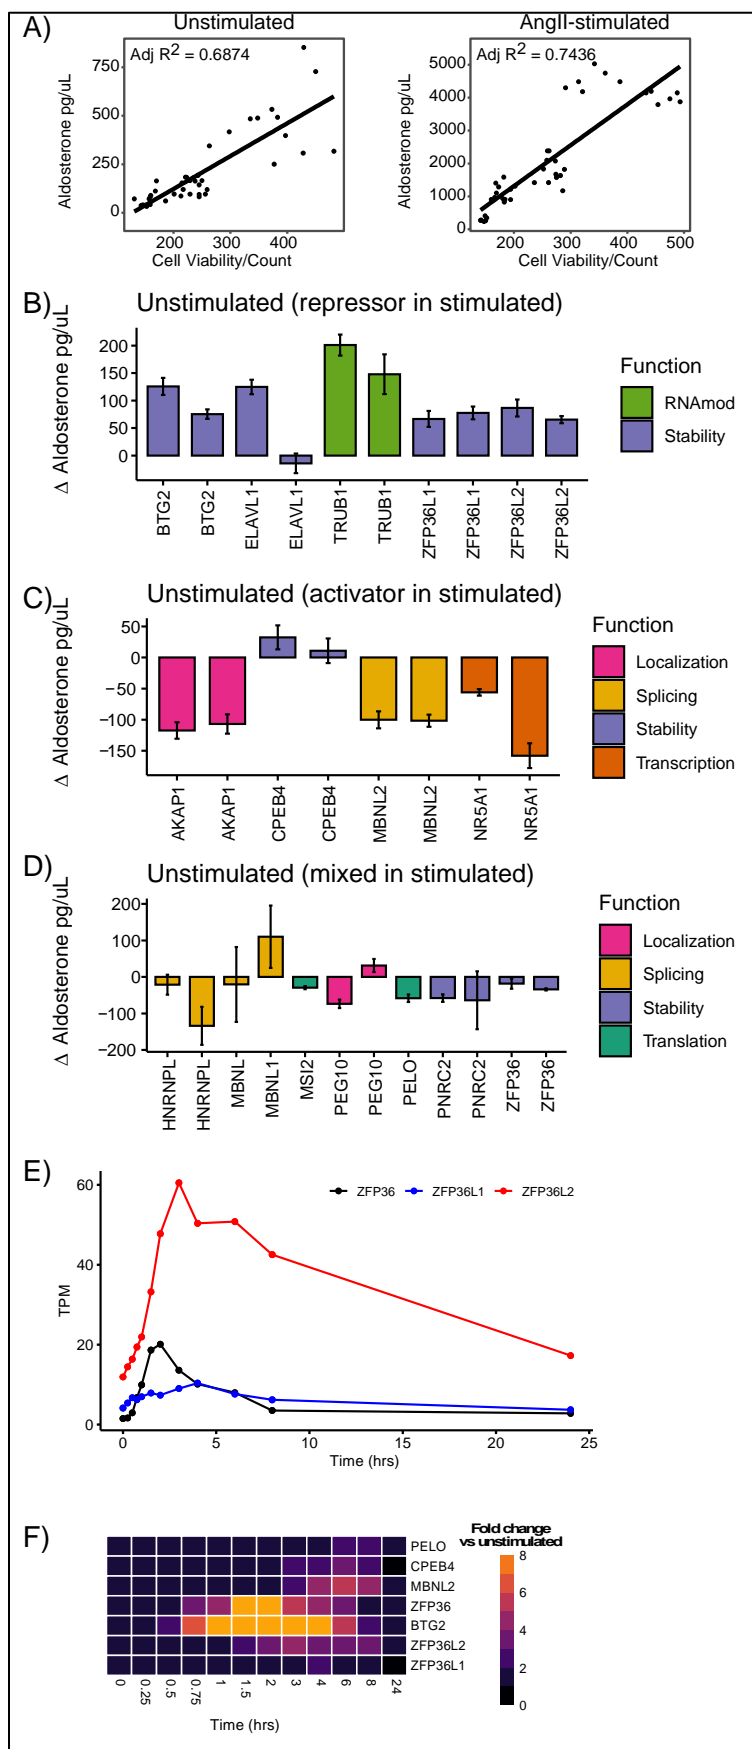 A)
Unstimulated
AngII-stimulated
Adj R2 = 0.6874
Adj R2 = 0.7436
Aldosterone pg/uL
750
500
250
0
200
300
400
Cell Viability/Count
Aldosterone pg/uL
5000
4000
3000
2000
1000
0
200
300
400
500
Cell Viability/Count
B)
Unstimulated (repressor in stimulated)
Δ Aldosterone pg/uL
200
150
100
50
0
BTG2
BTG2
ELAVL1
ELAVL1
TRUB1
TRUB1
ZFP36L1
ZFP36L1
ZFP36L2
ZFP36L2
Function
RNAmod
Stability
C)
Unstimulated (activator in stimulated)
Δ Aldosterone pg/uL
50
0
−50
−100
−150
AKAP1
AKAP1
CPEB4
CPEB4
MBNL2
MBNL2
NR5A1
NR5A1
Function
Localization
Splicing
Stability
Transcription
D)
Unstimulated (mixed in stimulated)
Δ Aldosterone pg/uL
200
100
0
−100
−200
HNRNPL
HNRNPL
MBNL
MBNL1
MSI2
PEG10
PEG10
PELO
PNRC2
PNRC2
ZFP36
ZFP36
Function
Localization
Splicing
Stability
Translation
E)
ZFP36
ZFP36L1
ZFP36L2
TPM
60
40
20
0
0
5
10
15
20
25
Time (hrs)
F)
Fold change
vs unstimulated
PELO
CPEB4
MBNL2
ZFP36
BTG2
ZFP36L2
ZFP36L1
8
6
4
2
0
0
0.25
0.5
0.75
1
1.5
2
3
4
6
8
24
Time (hrs)